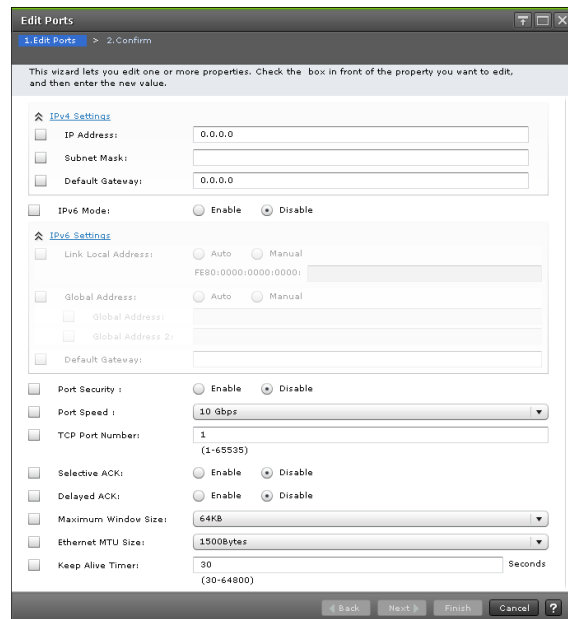 Edit Ports
1.Edit Ports > 2.Confirm
This wizard lets you edit one or more properties. Check the box in front of the property you want to edit,
and then enter the new value.
IPv4 Settings
IP Address: 0.0.0.0
Subnet Mask:
Default Gateway: 0.0.0.0
IPv6 Mode: Enable Disable
IPv6 Settings
Link Local Address: Auto Manual
FE80:0000:0000:0000:
Global Address: Auto Manual
Global Address:
Global Address 2:
Default Gateway:
Port Security : Enable Disable
Port Speed : 10 Gbps
TCP Port Number: 1
(1-65535)
Selective ACK: Enable Disable
Delayed ACK: Enable Disable
Maximum Window Size: 64KB
Ethernet MTU Size: 1500Bytes
Keep Alive Timer: 30 Seconds
(30-64800)
Back Next Finish Cancel ?